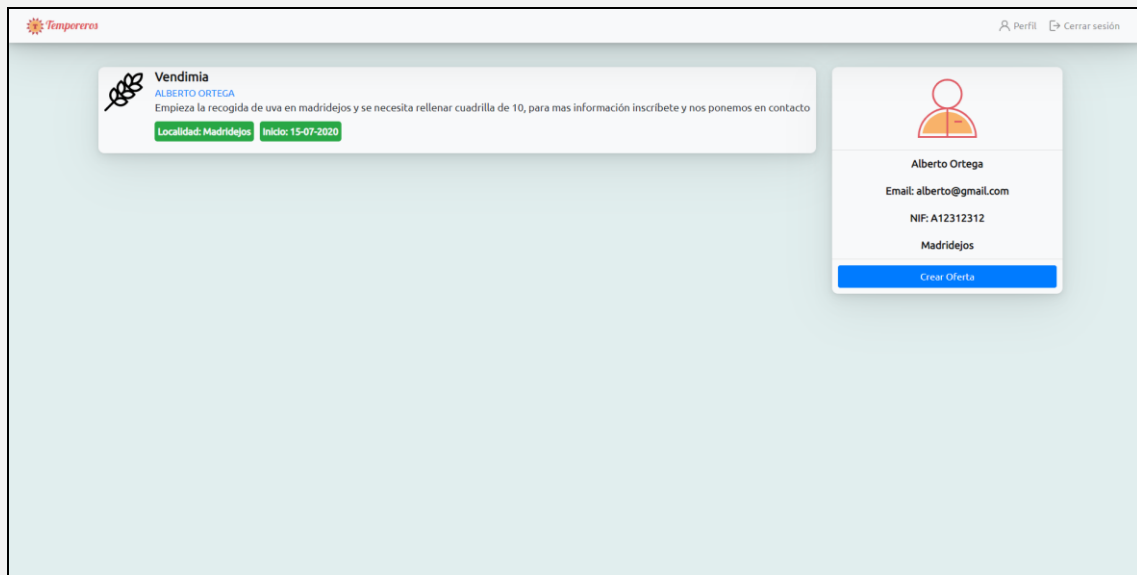 Temporeros
Perfil
Cerrar sesión
Vendimia
ALBERTO ORTEGA
Empieza la recogida de uva en madridejos y se necesita rellenar cuadrilla de 10, para mas información inscríbete y nos ponemos en contacto
Localidad: Madridejos
Inicio: 15-07-2020
Alberto Ortega
Email: alberto@gmail.com
NIF: A12312312
Madridejos
Crear Oferta